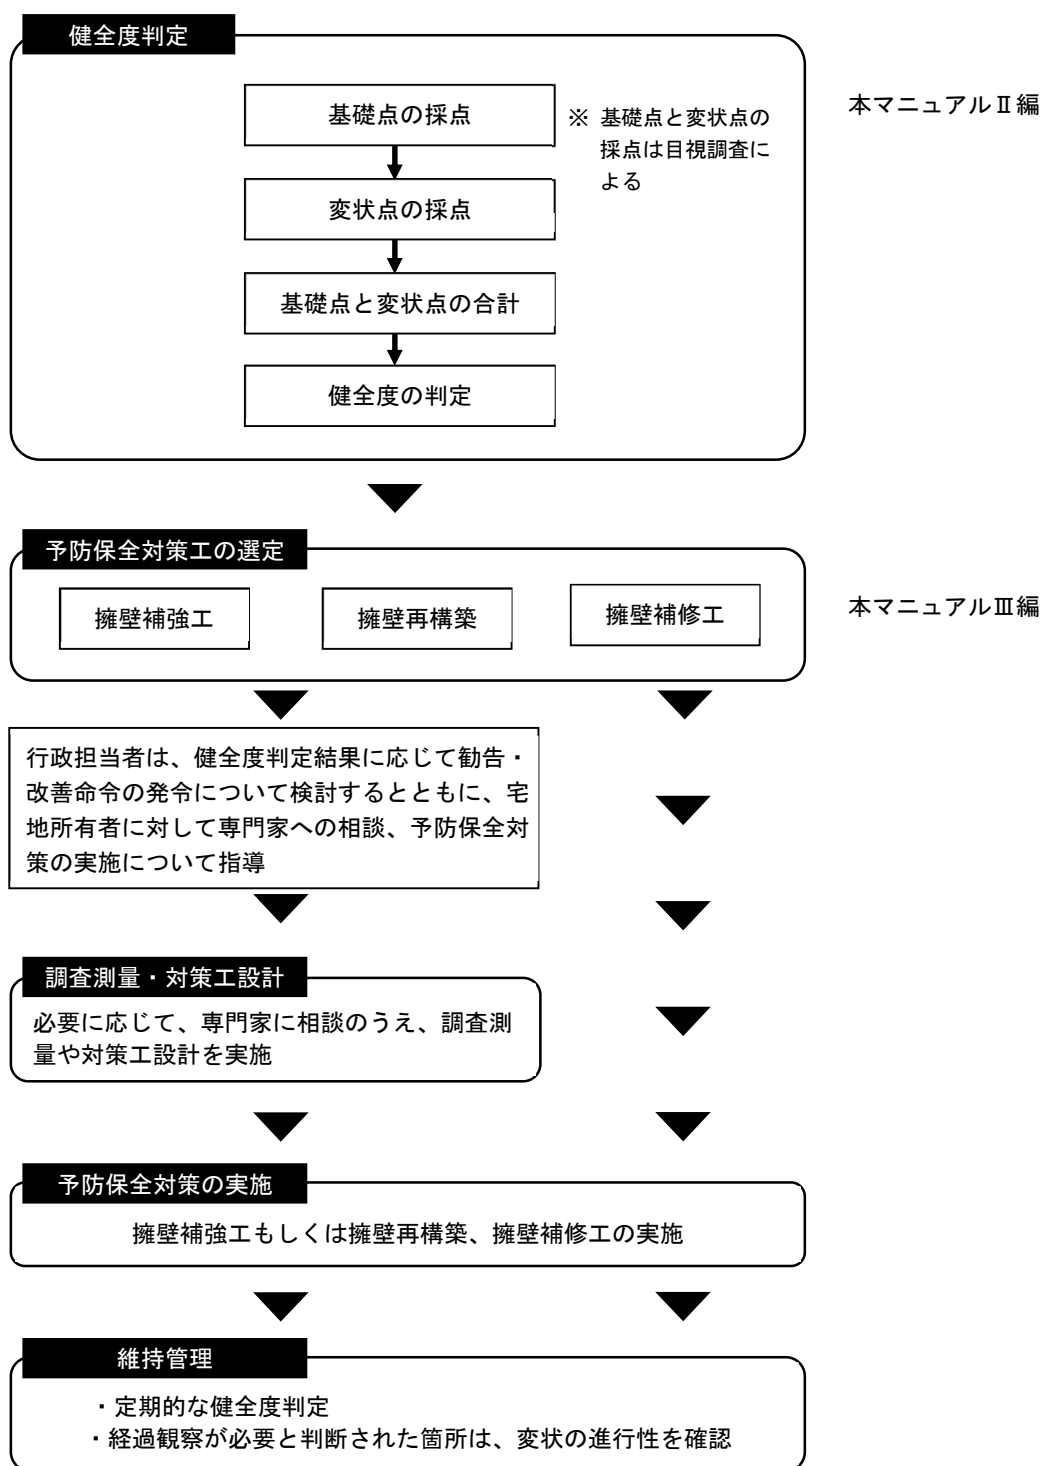 健全度判定
本マニュアルⅡ編
基礎点の採点
※ 基礎点と変状点の
採点は目視調査に
よる
変状点の採点
基礎点と変状点の合計
健全度の判定
予防保全対策工の選定
本マニュアルⅢ編
擁壁補強工
擁壁再構築
擁壁補修工
行政担当者は、健全度判定結果に応じて勧告・
改善命令の発令について検討するとともに、宅
地所有者に対して専門家への相談、予防保全対
策の実施について指導
調査測量・対策工設計
必要に応じて、専門家に相談のうえ、調査測
量や対策工設計を実施
予防保全対策の実施
擁壁補強工もしくは擁壁再構築、擁壁補修工の実施
維持管理
・定期的な健全度判定
・経過観察が必要と判断された箇所は、変状の進行性を確認